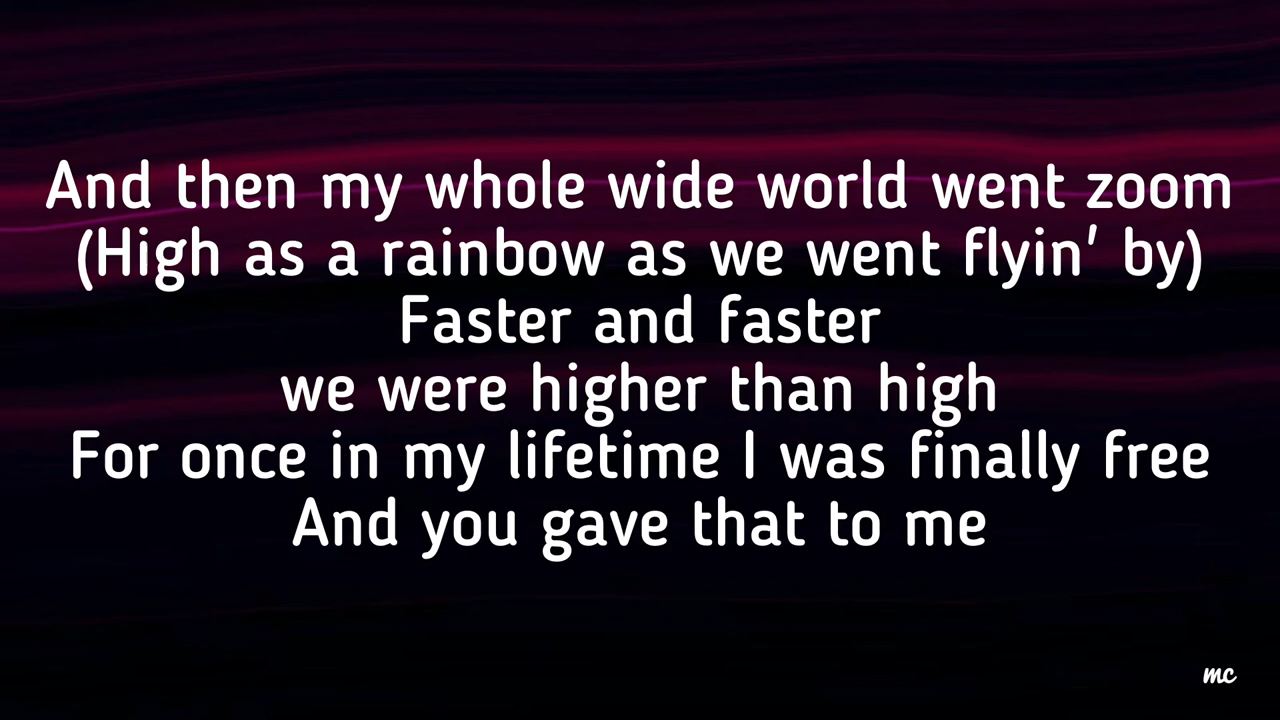 And then my whole wide world went zoom
(High as a rainbow as we went flyin' by)
Faster and faster
we were higher than high
For once in my lifetime I was finally free
And you gave that to me
mc